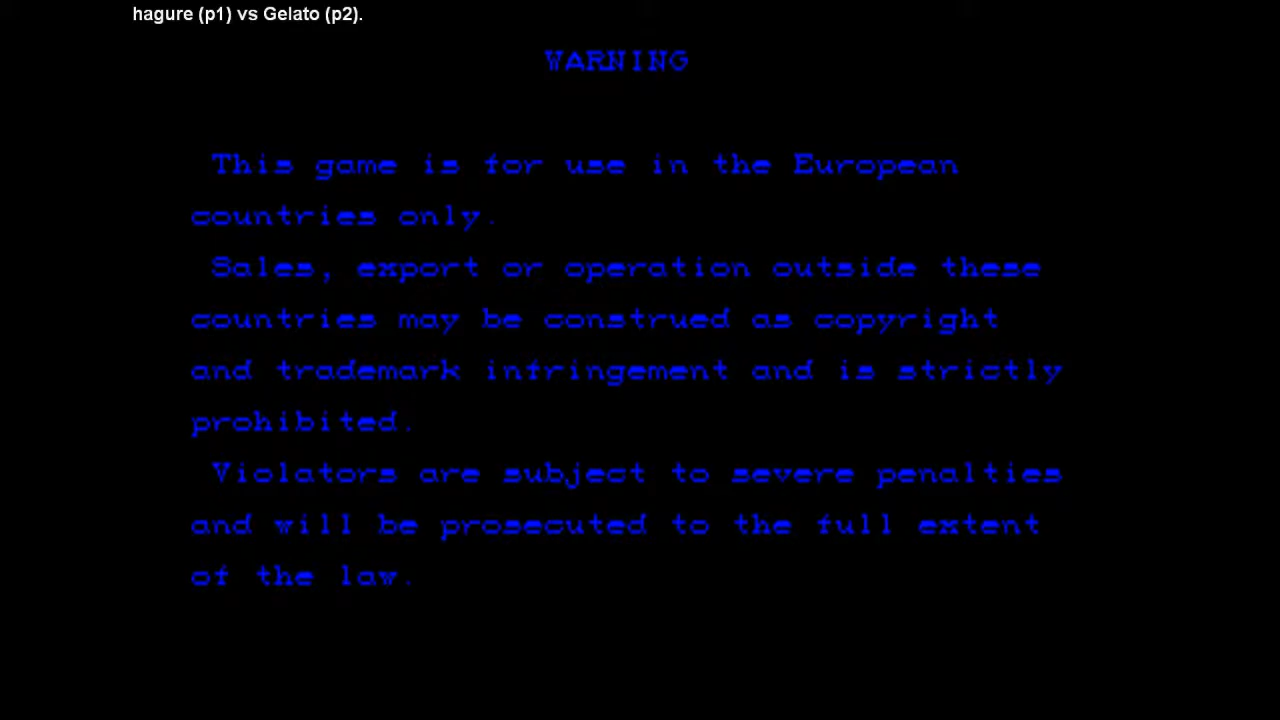 hagure (p1) vs Gelato (p2).
WARNING
This game is for use in the European
countries only.
Sales, export or operation outside these
countries may be construed as copyright
and trademark infringement and is strictly
prohibited.
Violators are subject to severe penalties
and will be prosecuted to the full extent
of the law.